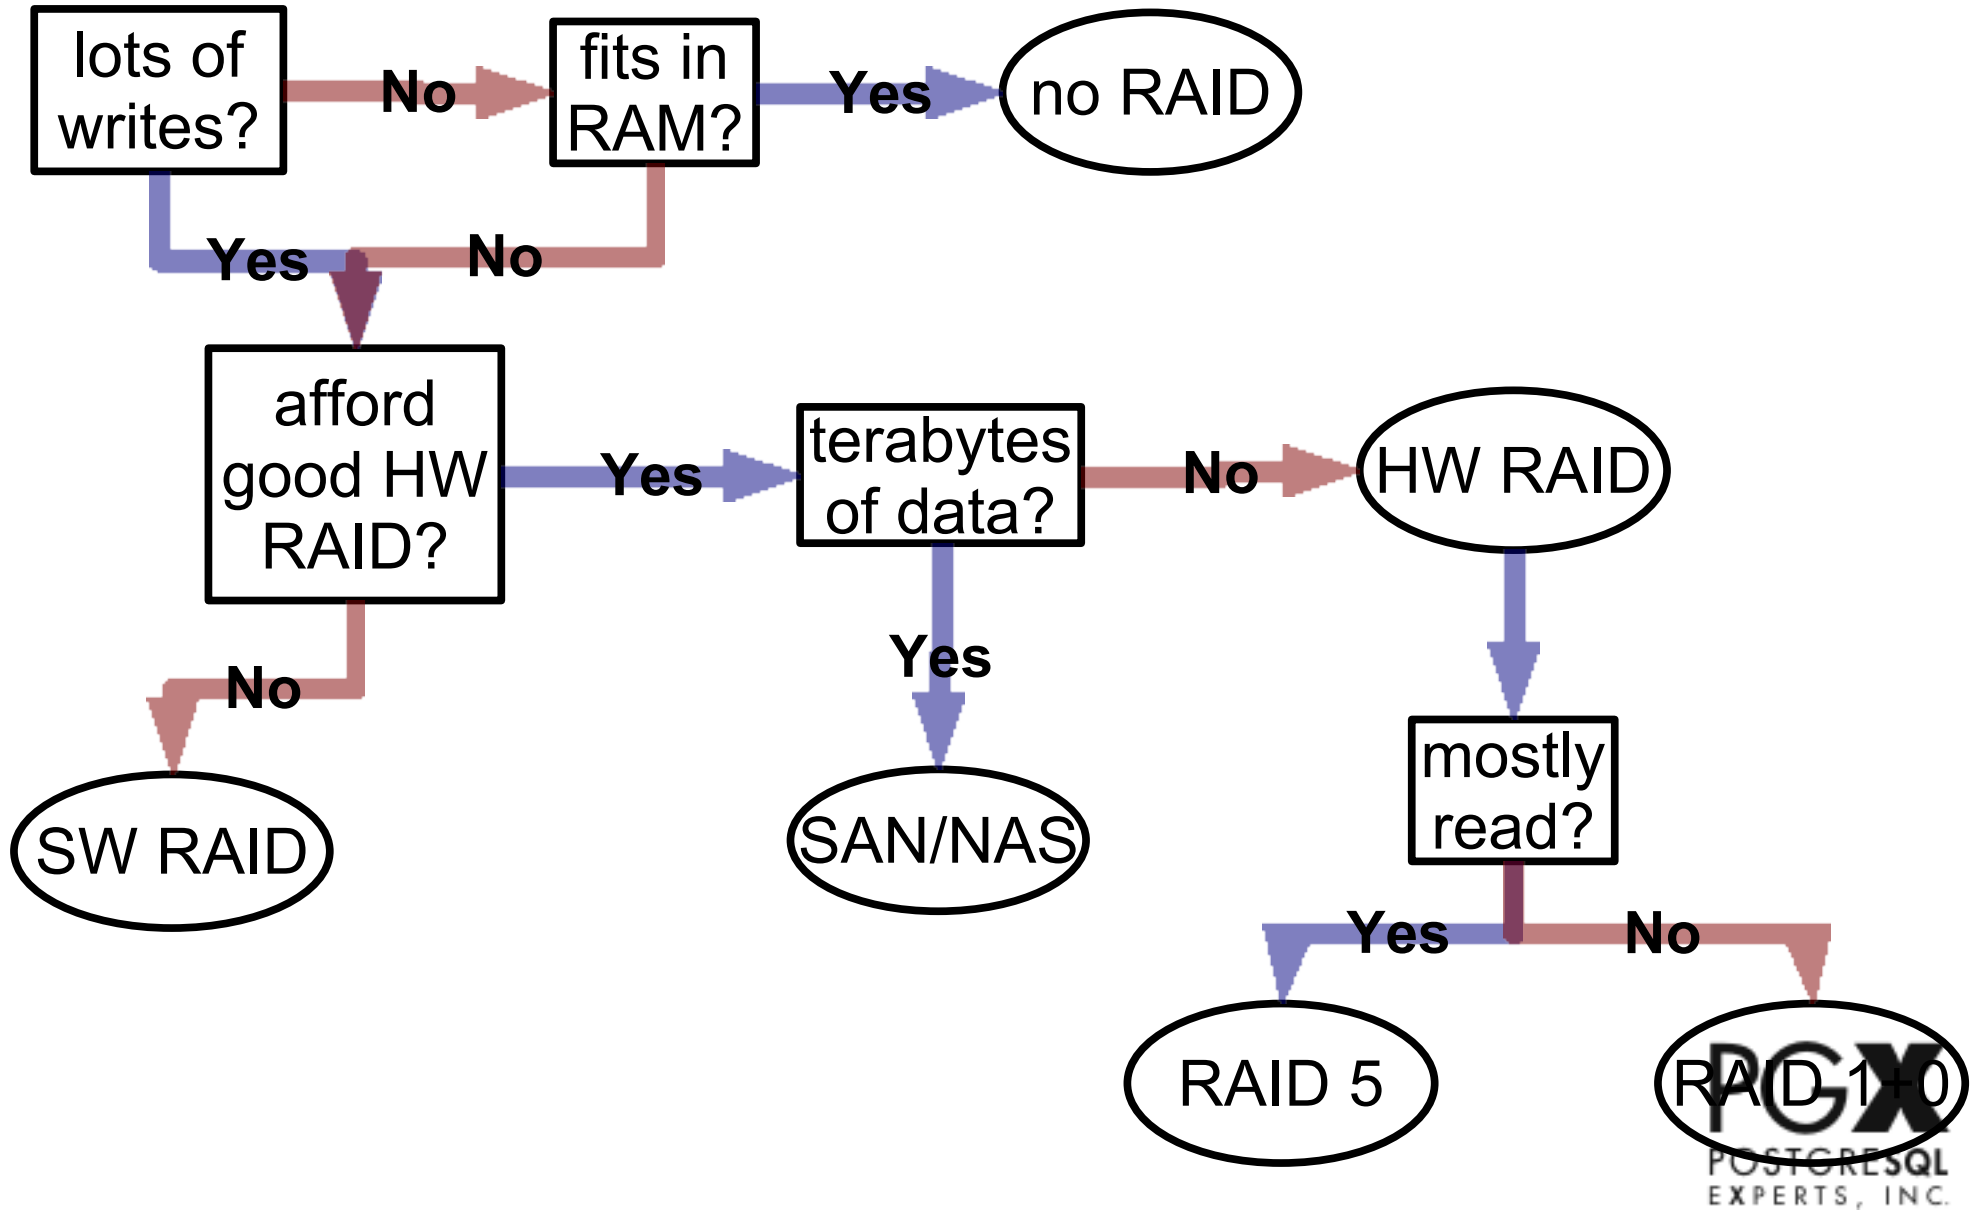 lots of
writes?
No
fits in
RAM?
Yes
no RAID
Yes
No
afford
good HW
RAID?
Yes
terabytes
of data?
No
HW RAID
No
Yes
mostly
read?
SW RAID
SAN/NAS
Yes
No
RAID 5
RAID 1+0
PGX
POSTGRESQL
EXPERTS, INC.